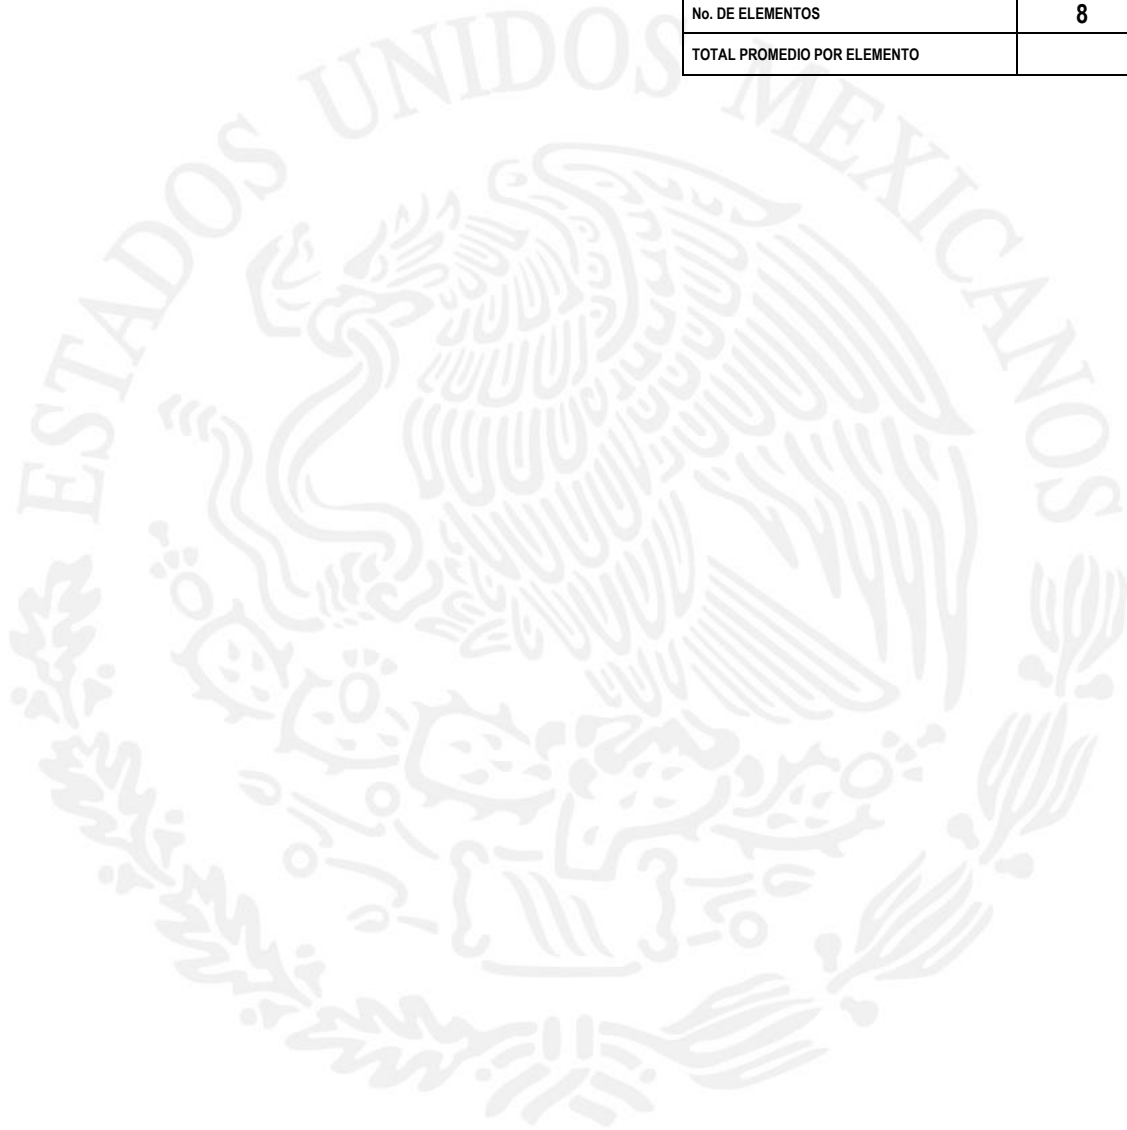 No. DE ELEMENTOS 8
TOTAL PROMEDIO POR ELEMENTO
ESTADOS UNIDOS MEXICANOS